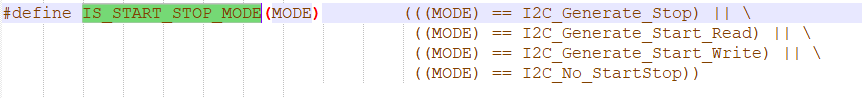 #define IS_START_STOP_MODE(MODE) (((MODE) == I2C_Generate_Stop) || \
((MODE) == I2C_Generate_Start_Read) || \
((MODE) == I2C_Generate_Start_Write) || \
((MODE) == I2C_No_StartStop))